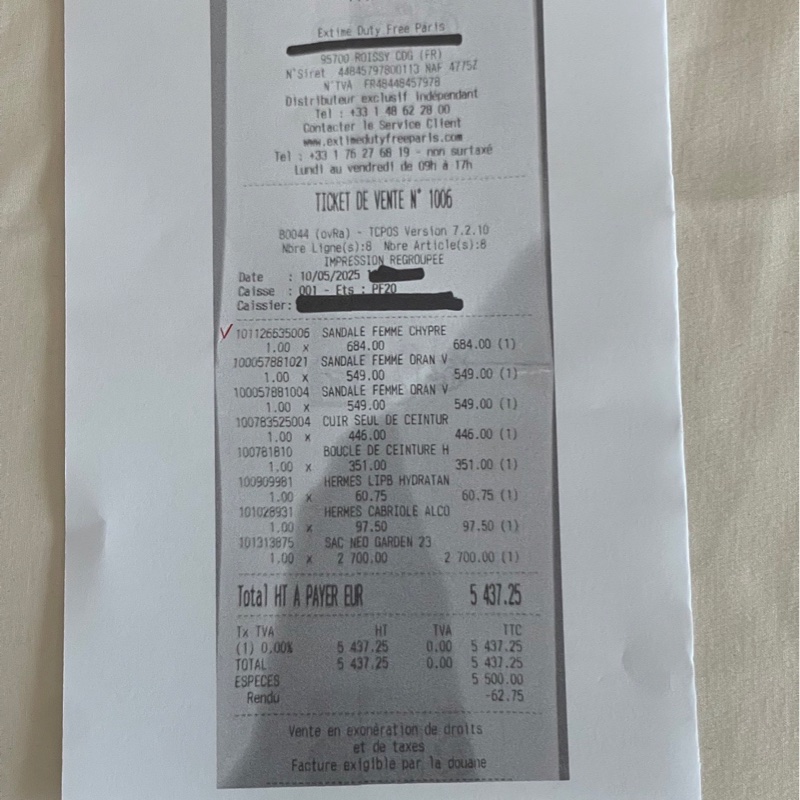 Extime Duty Free Paris
95700 ROISSY CDG (FR)
N°Siret 44845797800113 NAF 4775Z
N°TVA FR48448457978
Distributeur exclusif indépendant
Tel : +33 1 48 62 28 00
Contacter le Service Client
www.extimedutyfreeparis.com
Tel : +33 1 76 27 68 19 - non surtaxé
Lundi au vendredi de 09h à 17h
TICKET DE VENTE N° 1006
80044 (ovRa) - TCPOS Version 7.2.10
Nbre Ligne(s):8 Nbre Article(s):8
IMPRESSION REGROUPEE
Date : 10/05/2025
Caisse : 001 - Ets : PF20
Caissier:
101126635006 SANDALE FEMME CHYPRE
1.00 x 684.00 684.00 (1)
100057881021 SANDALE FEMME ORAN V
1.00 x 549.00 549.00 (1)
100057881004 SANDALE FEMME ORAN V
1.00 x 549.00 549.00 (1)
100783525004 CUIR SEUL DE CEINTUR
1.00 x 446.00 446.00 (1)
100781810 BOUCLE DE CEINTURE H
1.00 x 351.00 351.00 (1)
100909981 HERMES LIPB HYDRATAN
1.00 x 60.75 60.75 (1)
101028931 HERMES CABRIOLE ALCO
1.00 x 97.50 97.50 (1)
101313875 SAC NEO GARDEN 23
1.00 x 2 700.00 2 700.00 (1)
Total HT A PAYER EUR 5 437.25
Tx TVA HT TVA TTC
(1) 0.00% 5 437.25 0.00 5 437.25
TOTAL 5 437.25 0.00 5 437.25
ESPECES 5 500.00
Rendu -62.75
Vente en exonération de droits
et de taxes
Facture exigible par la douane